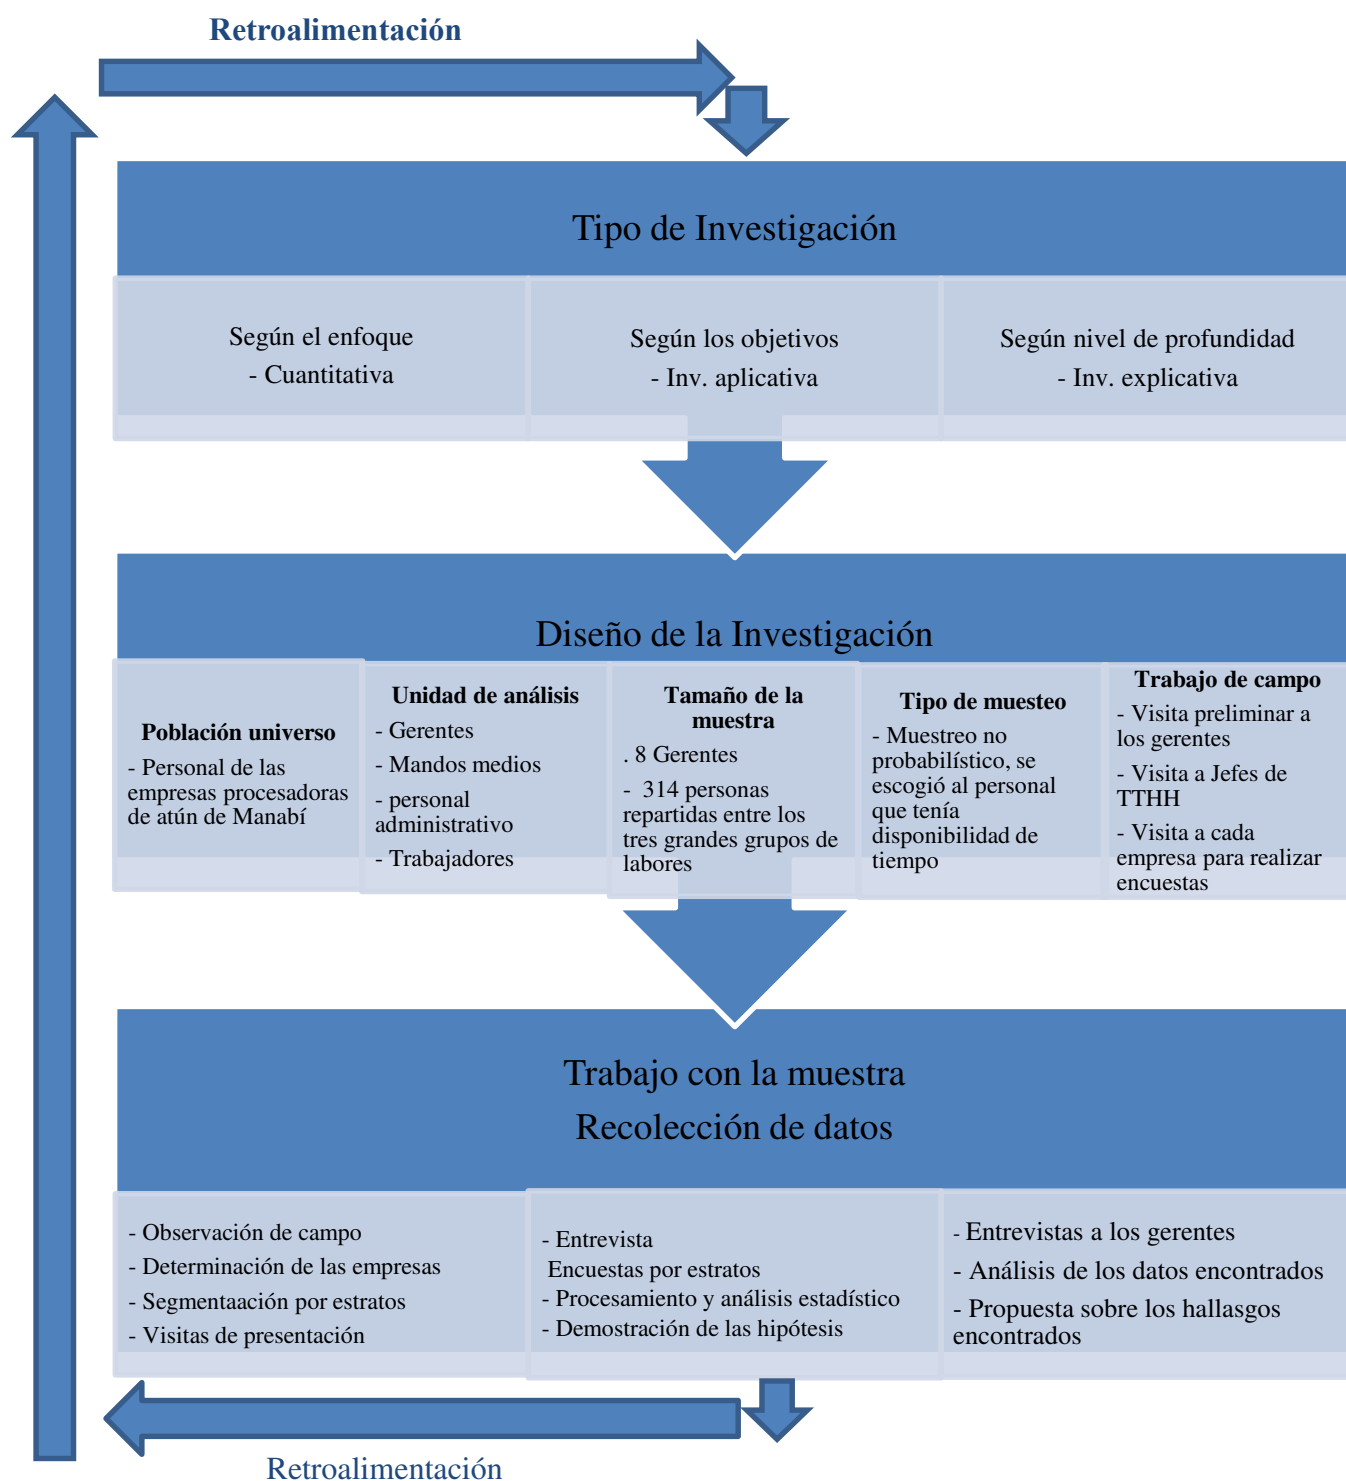 Retroalimentación
Tipo de Investigación
Según el enfoque
- Cuantitativa
Según los objetivos
- Inv. aplicativa
Según nivel de profundidad
- Inv. explicativa
Diseño de la Investigación
Población universo
- Personal de las
empresas procesadoras
de atún de Manabí
Unidad de análisis
- Gerentes
- Mandos medios
- personal
administrativo
- Trabajadores
Tamaño de la
muestra
. 8 Gerentes
- 314 personas
repartidas entre los
tres grandes grupos de
labores
Tipo de muesteo
- Muestreo no
probabilístico, se
escogió al personal
que tenía
disponibilidad de
tiempo
Trabajo de campo
- Visita preliminar a
los gerentes
- Visita a Jefes de
TTHH
- Visita a cada
empresa para realizar
encuestas
Trabajo con la muestra
Recolección de datos
- Observación de campo
- Determinación de las empresas
- Segmentaación por estratos
- Visitas de presentación
- Entrevista
Encuestas por estratos
- Procesamiento y análisis estadístico
- Demostración de las hipótesis
- Entrevistas a los gerentes
- Análisis de los datos encontrados
- Propuesta sobre los hallasgos
encontrados
Retroalimentación